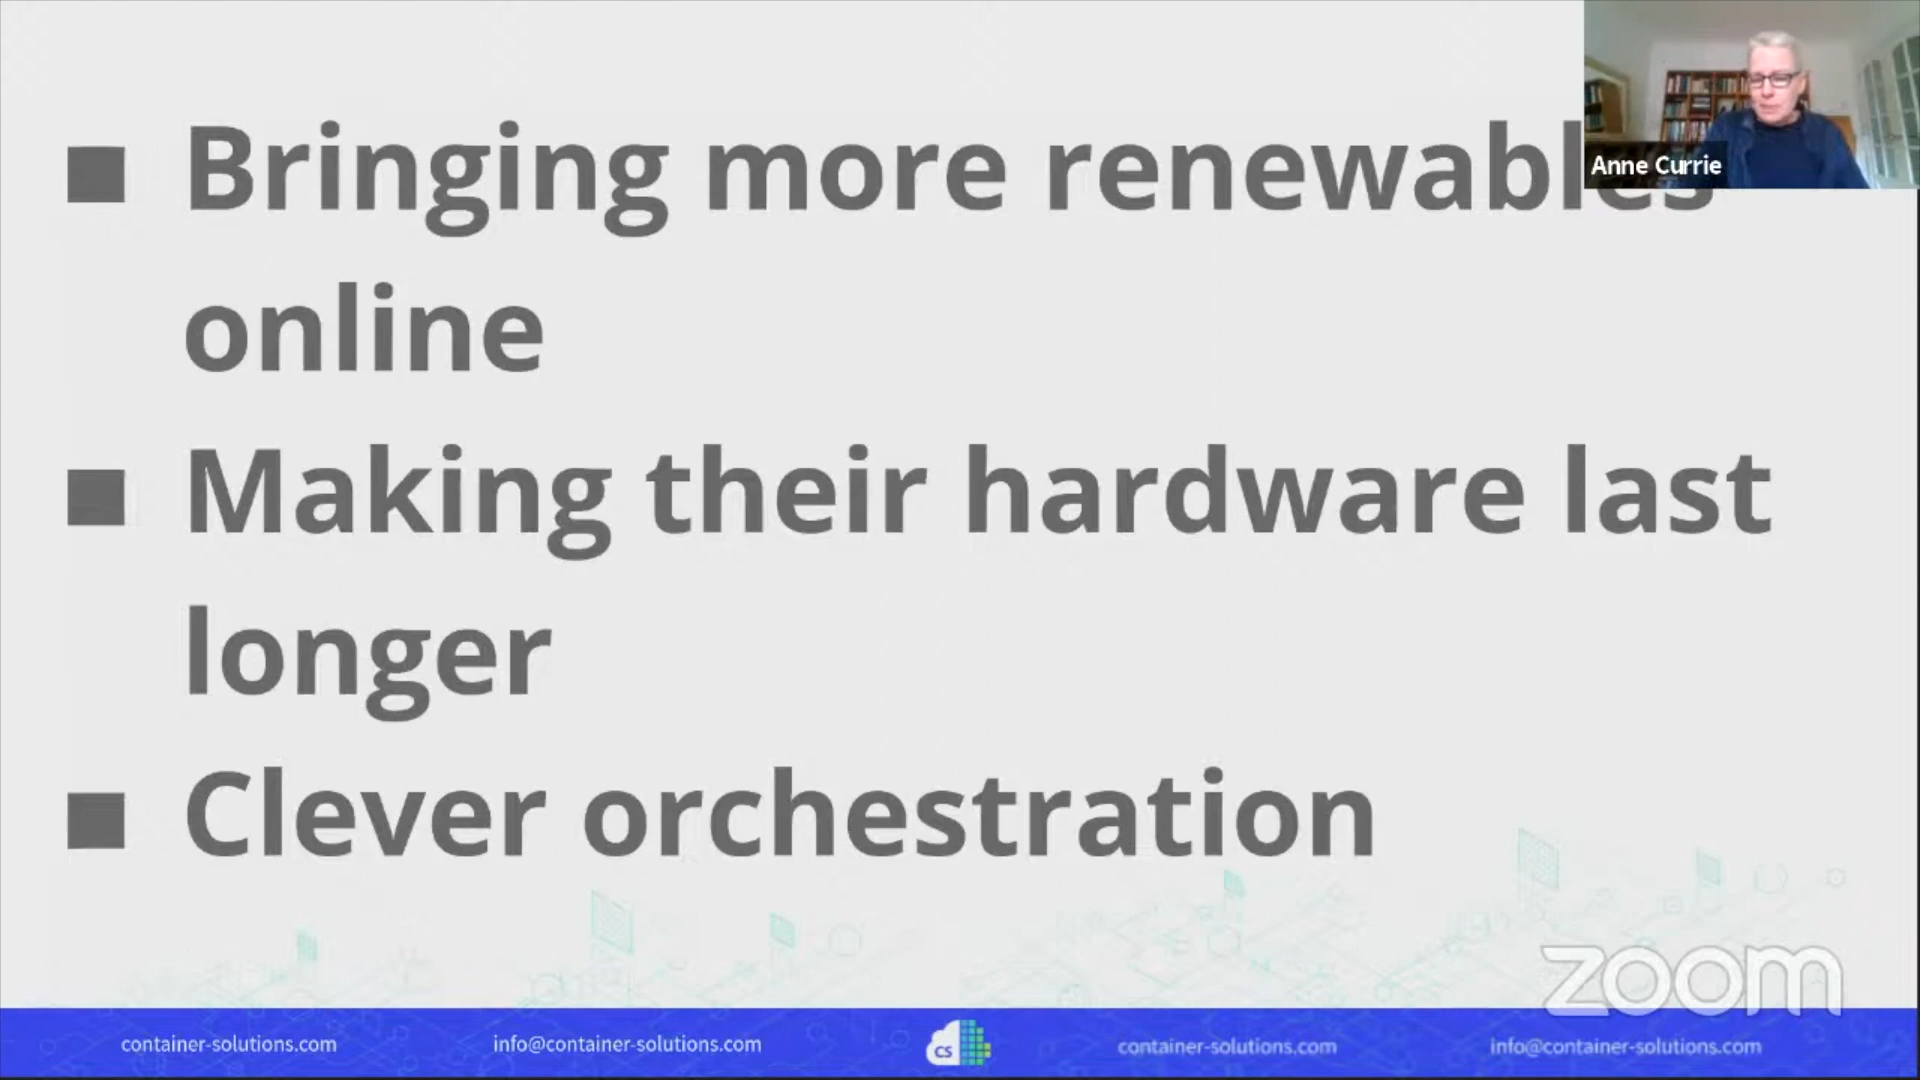 ■ Bringing more renewables
online
Anne Currie
■ Making their hardware last
longer
■ Clever orchestration
zoom
container-solutions.com
info@container-solutions.com
cs
container-solutions.com
info@container-solutions.com